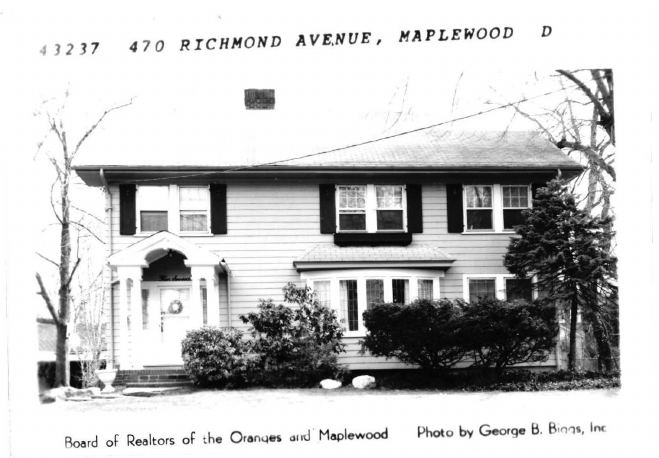 43237 470 RICHMOND AVENUE, MAPLEWOOD D
Board of Realtors of the Oranges and Maplewood Photo by George B. Biggs, Inc